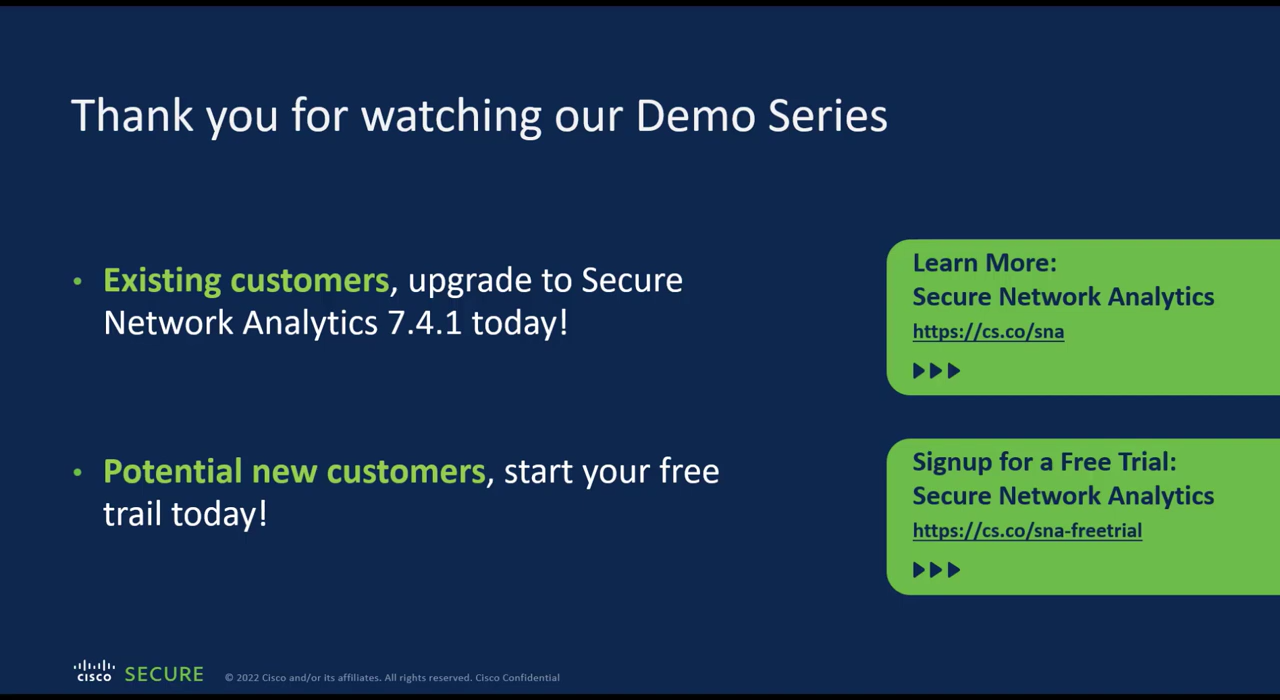 Thank you for watching our Demo Series
• Existing customers, upgrade to Secure
Network Analytics 7.4.1 today!
• Potential new customers, start your free
trail today!
Learn More:
Secure Network Analytics
https://cs.co/sna
Signup for a Free Trial:
Secure Network Analytics
https://cs.co/sna-freetrial
cisco SECURE
© 2022 Cisco and/or its affiliates. All rights reserved. Cisco Confidential